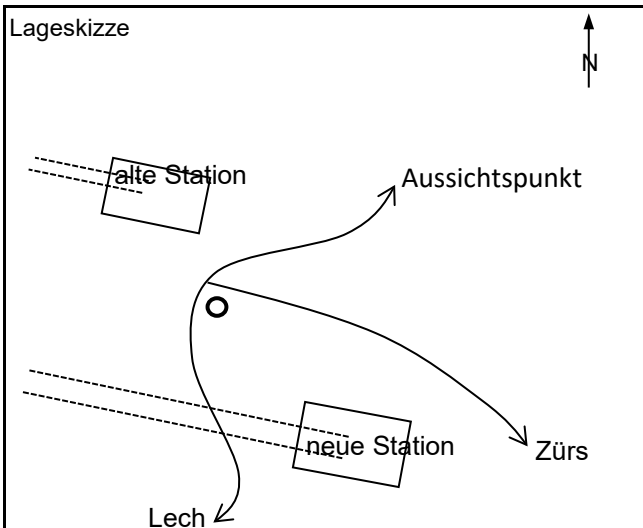 Lageskizze
N
alte Station
Aussichtspunkt
neue Station
Zürs
Lech